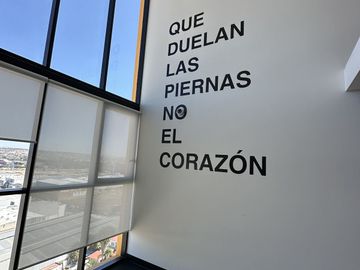 QUE
DUELAN
LAS
PIERNAS
NO
EL
CORAZÓN